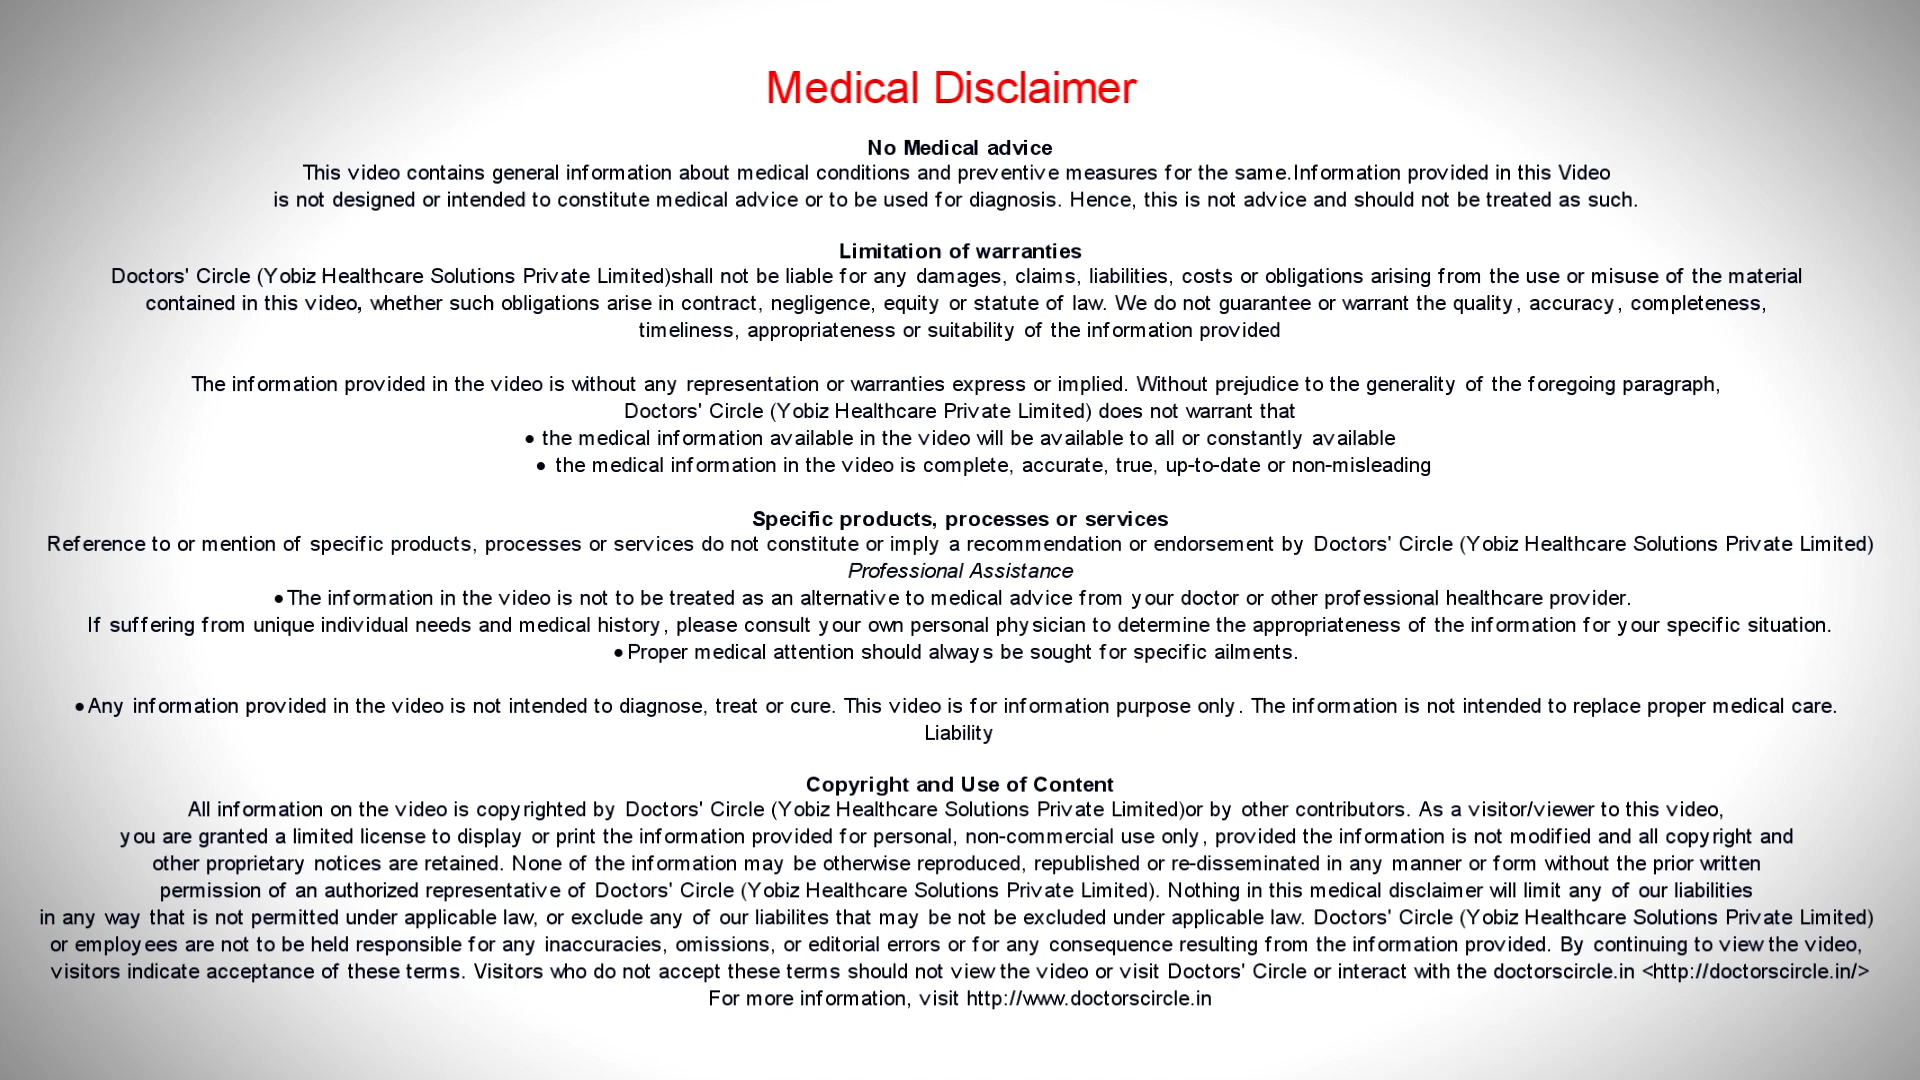 Medical Disclaimer
No Medical advice
This video contains general information about medical conditions and preventive measures for the same.Information provided in this Video
is not designed or intended to constitute medical advice or to be used for diagnosis. Hence, this is not advice and should not be treated as such.
Limitation of warranties
Doctors' Circle (Yobiz Healthcare Solutions Private Limited)shall not be liable for any damages, claims, liabilities, costs or obligations arising from the use or misuse of the material
contained in this video, whether such obligations arise in contract, negligence, equity or statute of law. We do not guarantee or warrant the quality, accuracy, completeness,
timeliness, appropriateness or suitability of the information provided
The information provided in the video is without any representation or warranties express or implied. Without prejudice to the generality of the foregoing paragraph,
Doctors' Circle (Yobiz Healthcare Private Limited) does not warrant that
• the medical information available in the video will be available to all or constantly available
• the medical information in the video is complete, accurate, true, up-to-date or non-misleading
Specific products, processes or services
Reference to or mention of specific products, processes or services do not constitute or imply a recommendation or endorsement by Doctors' Circle (Yobiz Healthcare Solutions Private Limited)
Professional Assistance
•The information in the video is not to be treated as an alternative to medical advice from your doctor or other professional healthcare provider.
If suffering from unique individual needs and medical history, please consult your own personal physician to determine the appropriateness of the information for your specific situation.
•Proper medical attention should always be sought for specific ailments.
•Any information provided in the video is not intended to diagnose, treat or cure. This video is for information purpose only. The information is not intended to replace proper medical care.
Liability
Copyright and Use of Content
All information on the video is copyrighted by Doctors' Circle (Yobiz Healthcare Solutions Private Limited)or by other contributors. As a visitor/viewer to this video,
you are granted a limited license to display or print the information provided for personal, non-commercial use only, provided the information is not modified and all copyright and
other proprietary notices are retained. None of the information may be otherwise reproduced, republished or re-disseminated in any manner or form without the prior written
permission of an authorized representative of Doctors' Circle (Yobiz Healthcare Solutions Private Limited). Nothing in this medical disclaimer will limit any of our liabilities
in any way that is not permitted under applicable law, or exclude any of our liabilites that may be not be excluded under applicable law. Doctors' Circle (Yobiz Healthcare Solutions Private Limited)
or employees are not to be held responsible for any inaccuracies, omissions, or editorial errors or for any consequence resulting from the information provided. By continuing to view the video,
visitors indicate acceptance of these terms. Visitors who do not accept these terms should not view the video or visit Doctors' Circle or interact with the doctorscircle.in <http://doctorscircle.in/>
For more information, visit http://www.doctorscircle.in